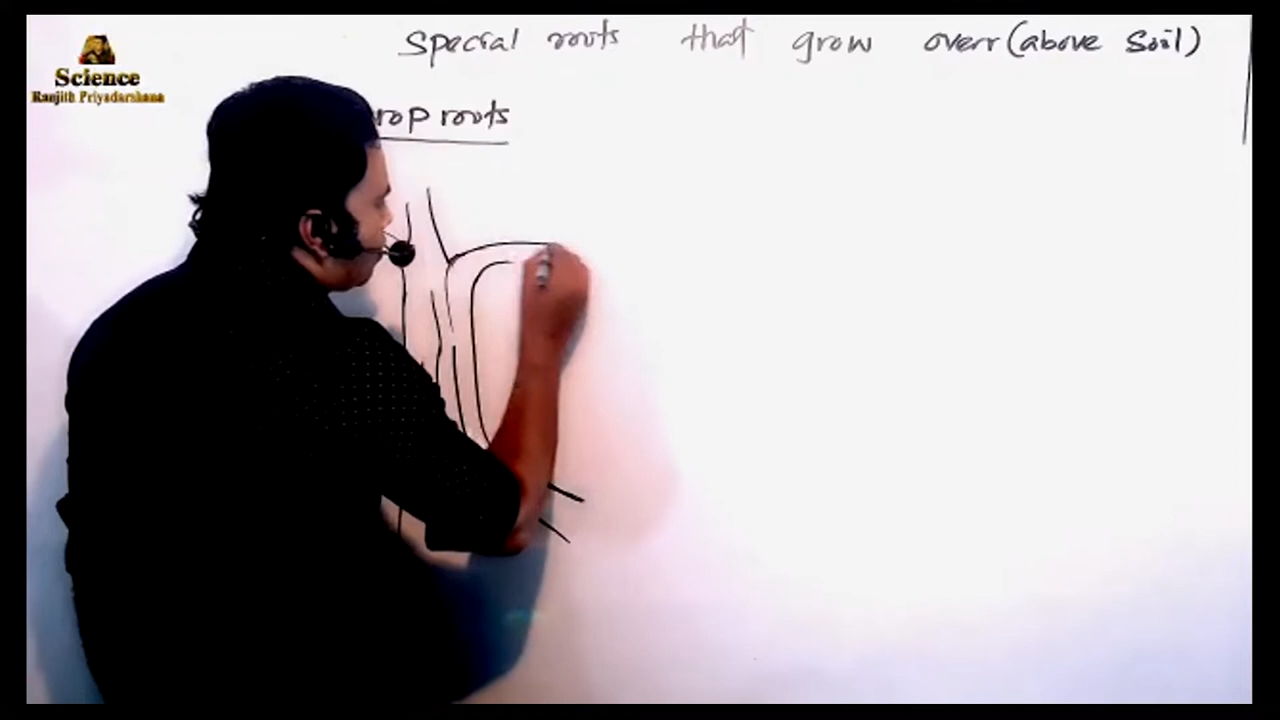 Special roots that grow overr (above Soil)
Science
Ranjith Priyadarshana
rop roots